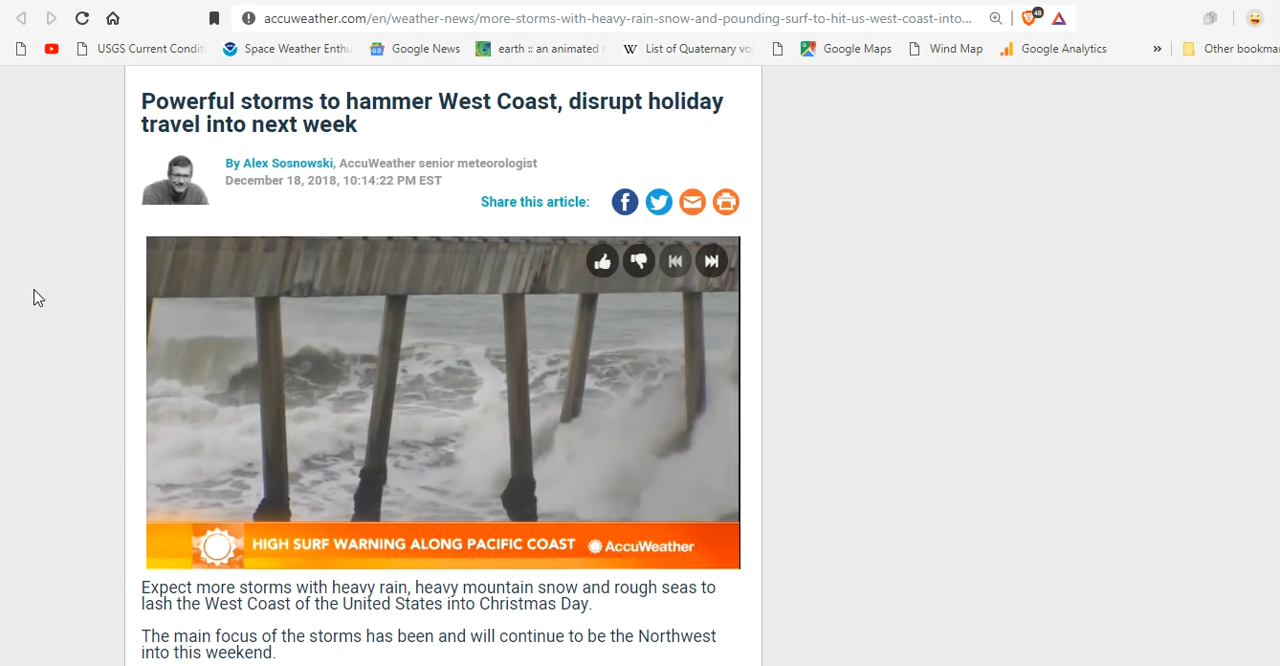 accuweather.com/en/weather-news/more-storms-with-heavy-rain-snow-and-pounding-surf-to-hit-us-west-coast-into...
48
USGS Current Condit
Space Weather Enthu
Google News
earth :: an animated
W List of Quaternary vo
Google Maps
Wind Map
Google Analytics
»
Other bookma
Powerful storms to hammer West Coast, disrupt holiday
travel into next week
By Alex Sosnowski, AccuWeather senior meteorologist
December 18, 2018, 10:14:22 PM EST
Share this article:
HIGH SURF WARNING ALONG PACIFIC COAST AccuWeather
Expect more storms with heavy rain, heavy mountain snow and rough seas to
lash the West Coast of the United States into Christmas Day.
The main focus of the storms has been and will continue to be the Northwest
into this weekend.